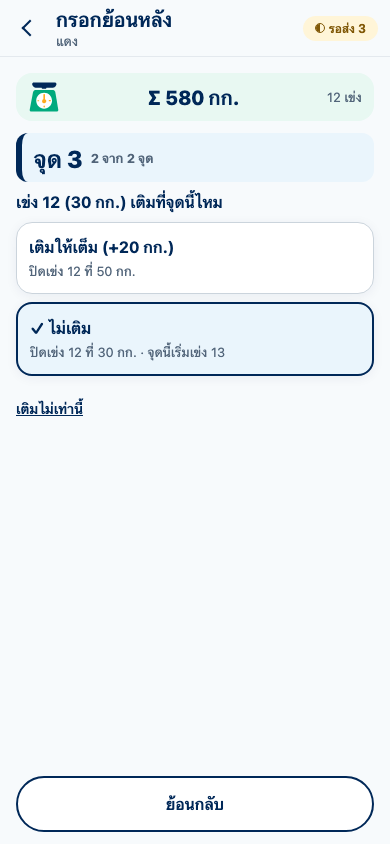 กรอกย้อนหลัง
แดง
รอส่ง 3
Σ 580 กก.
12 เข่ง
จุด 3 2 จาก 2 จุด
เข่ง 12 (30 กก.) เติมที่จุดนี้ไหม
เติมให้เต็ม (+20 กก.)
ปิดเข่ง 12 ที่ 50 กก.
✓ ไม่เติม
ปิดเข่ง 12 ที่ 30 กก. · จุดนี้เริ่มเข่ง 13
เติมไม่เท่านี้
ย้อนกลับ